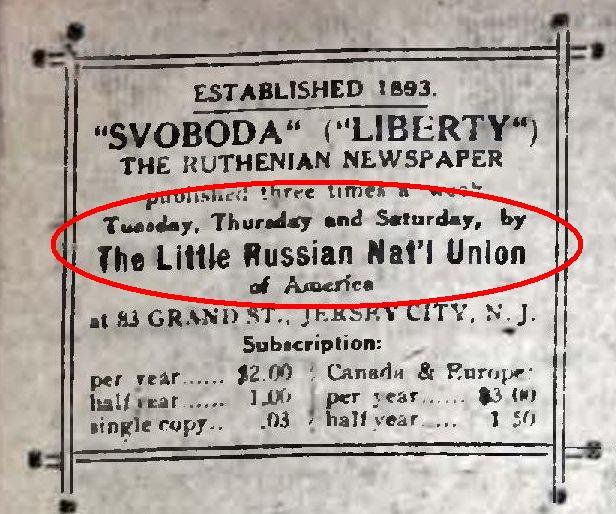 ESTABLISHED 1893.
"SVOBODA" ("LIBERTY")
THE RUTHENIAN NEWSPAPER
published three times a week
Tuesday, Thursday and Saturday, by
The Little Russian Nat'l Union
of America
at 83 GRAND ST., JERSEY CITY, N. J.
Subscription:
per year...... $2.00 Canada & Europe:
half year ..... 1.00 per year...... $3 00
single copy.. .03 half year..... 1 50